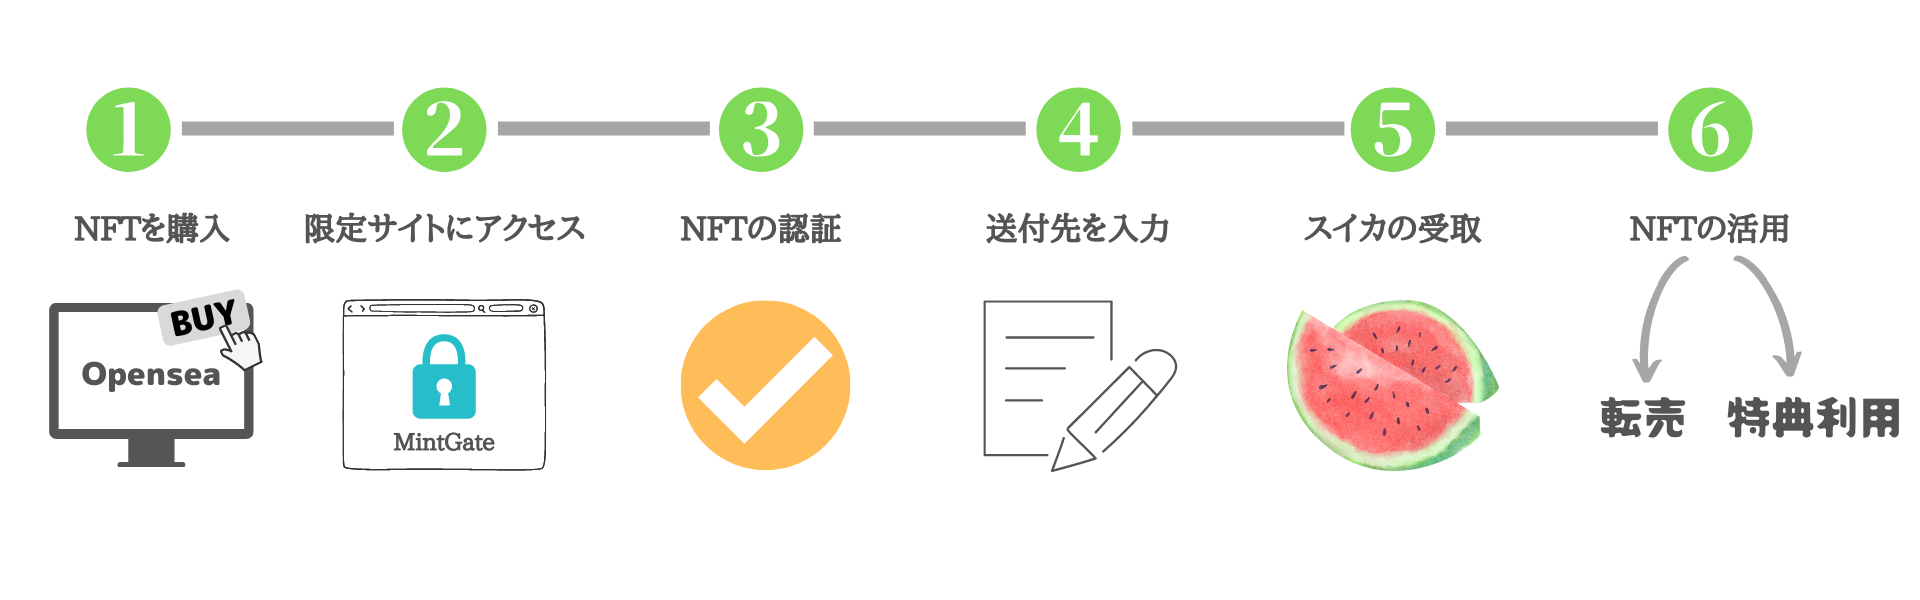 1
2
3
4
5
6
NFTを購入
限定サイトにアクセス
NFTの認証
送付先を入力
スイカの受取
NFTの活用
BUY
Opensea
MintGate
転売
特典利用